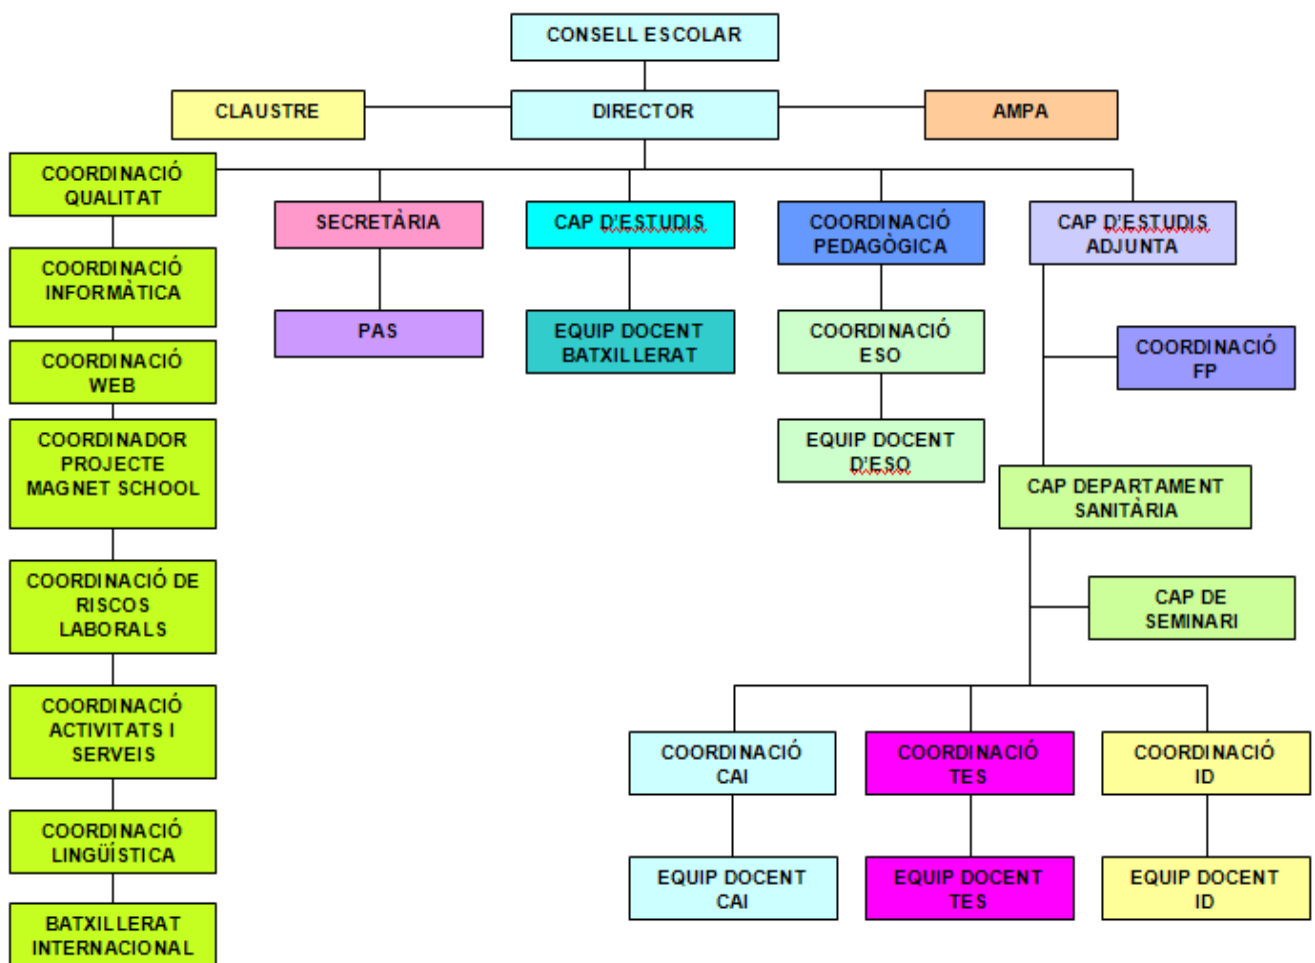 CONSELL ESCOLAR
CLAUSTRE
DIRECTOR
AMPA
COORDINACIÓ
QUALITAT
COORDINACIÓ
INFORMÀTICA
COORDINACIÓ
WEB
COORDINADOR
PROJECTE
MAGNET SCHOOL
COORDINACIÓ DE
RISCOS
LABORALS
COORDINACIÓ
ACTIVITATS I
SERVEIS
COORDINACIÓ
LINGÜÍSTICA
BATXILLERAT
INTERNACIONAL
SECRETÀRIA
PAS
CAP D'ESTUDIS
EQUIP DOCENT
BATXILLERAT
COORDINACIÓ
PEDAGÒGICA
COORDINACIÓ
ESO
EQUIP DOCENT
D'ESO
CAP D'ESTUDIS
ADJUNTA
COORDINACIÓ
FP
CAP DEPARTAMENT
SANITÀRIA
CAP DE
SEMINARI
COORDINACIÓ
CAI
EQUIP DOCENT
CAI
COORDINACIÓ
TES
EQUIP DOCENT
TES
COORDINACIÓ
ID
EQUIP DOCENT
ID